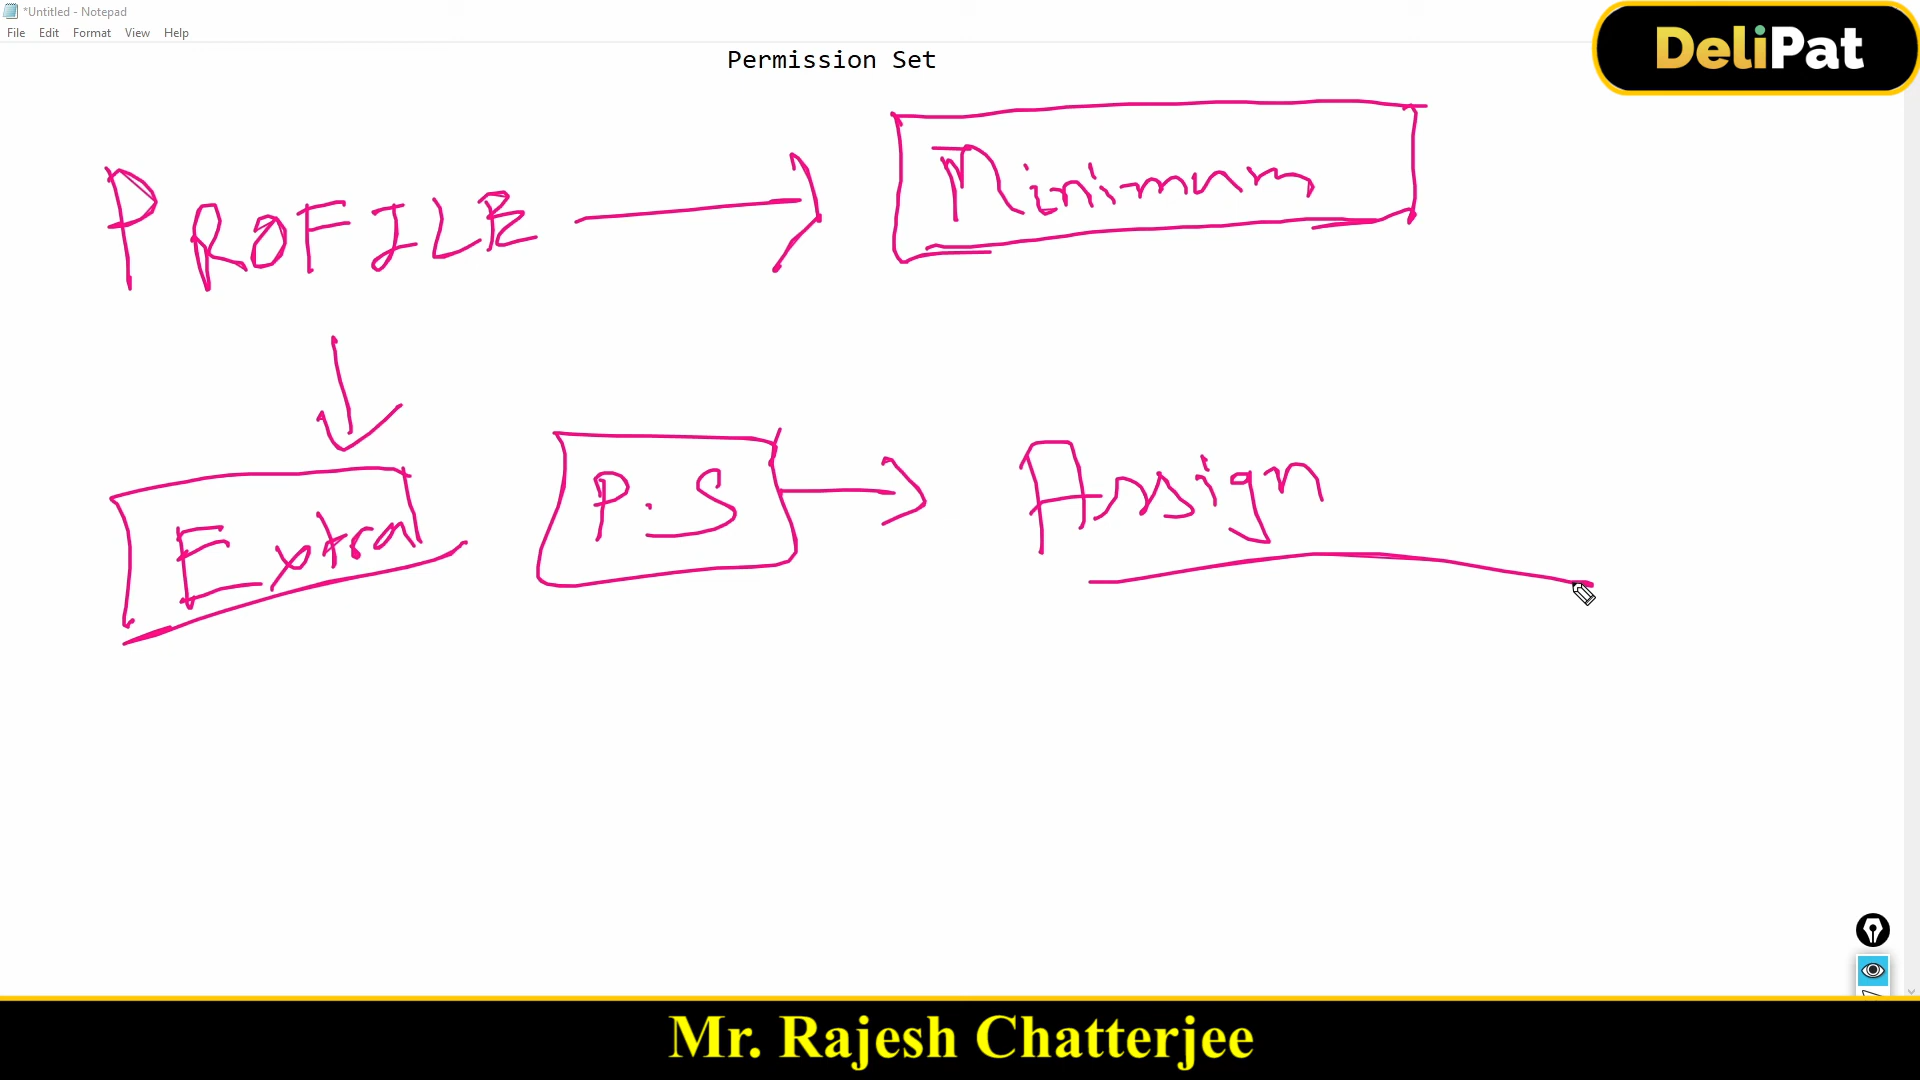 *Untitled - Notepad
File Edit Format View Help
DeliPat
Permission Set
PROFILE Minimum
Extra P.S Assign
Mr. Rajesh Chatterjee